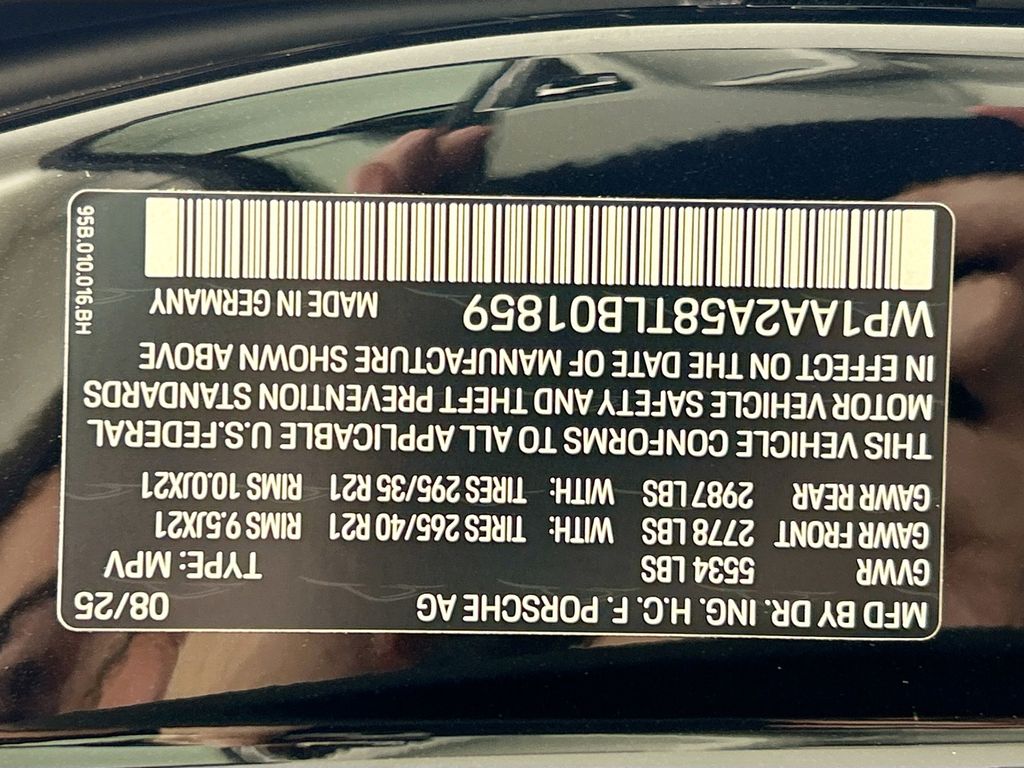 MFD BY DR. ING. H.C. F. PORSCHE AG 08/25
GVWR 5534 LBS TYPE: MPV
GAWR FRONT 2778 LBS WITH: TIRES 265/40 R21 RIMS 9.5JX21
GAWR REAR 2987 LBS WITH: TIRES 295/35 R21 RIMS 10.0JX21
THIS VEHICLE CONFORMS TO ALL APPLICABLE U.S.FEDERAL
MOTOR VEHICLE SAFETY AND THEFT PREVENTION STANDARDS
IN EFFECT ON THE DATE OF MANUFACTURE SHOWN ABOVE
WP1AA2A58TLB01859 MADE IN GERMANY
95B.010.016.BH